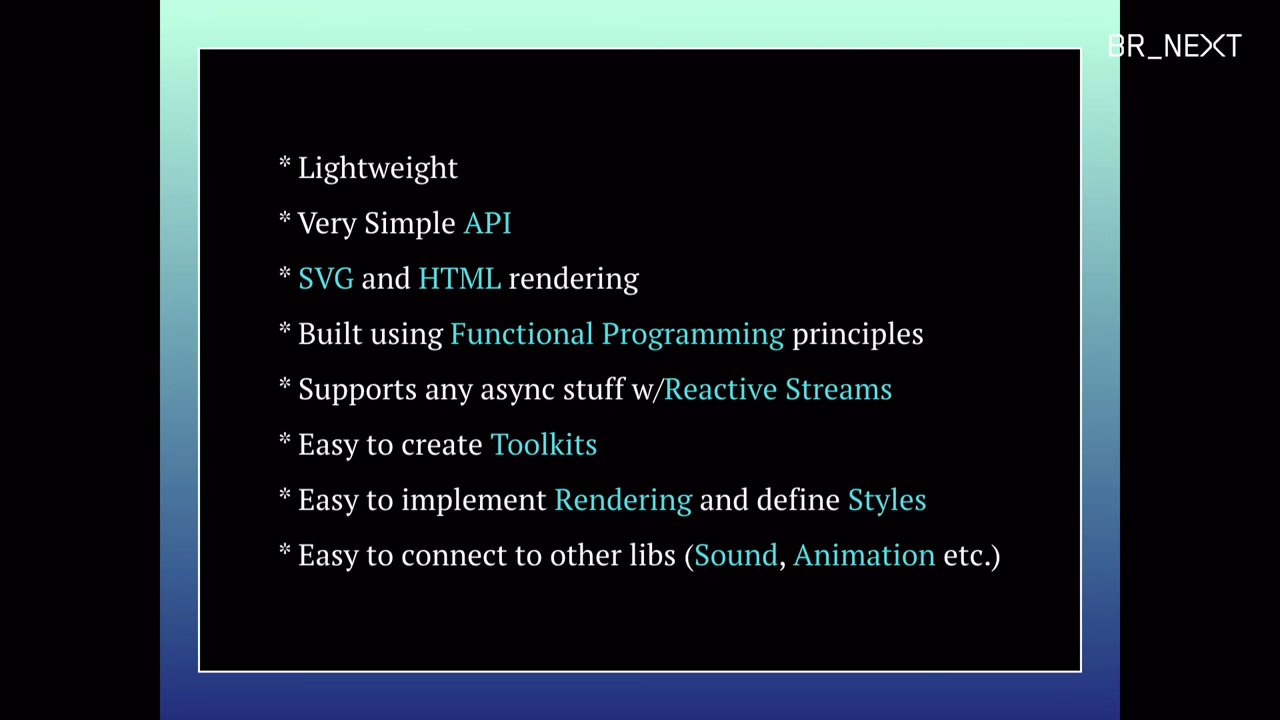 BR_NEXT
* Lightweight
* Very Simple API
* SVG and HTML rendering
* Built using Functional Programming principles
* Supports any async stuff w/Reactive Streams
* Easy to create Toolkits
* Easy to implement Rendering and define Styles
* Easy to connect to other libs (Sound, Animation etc.)